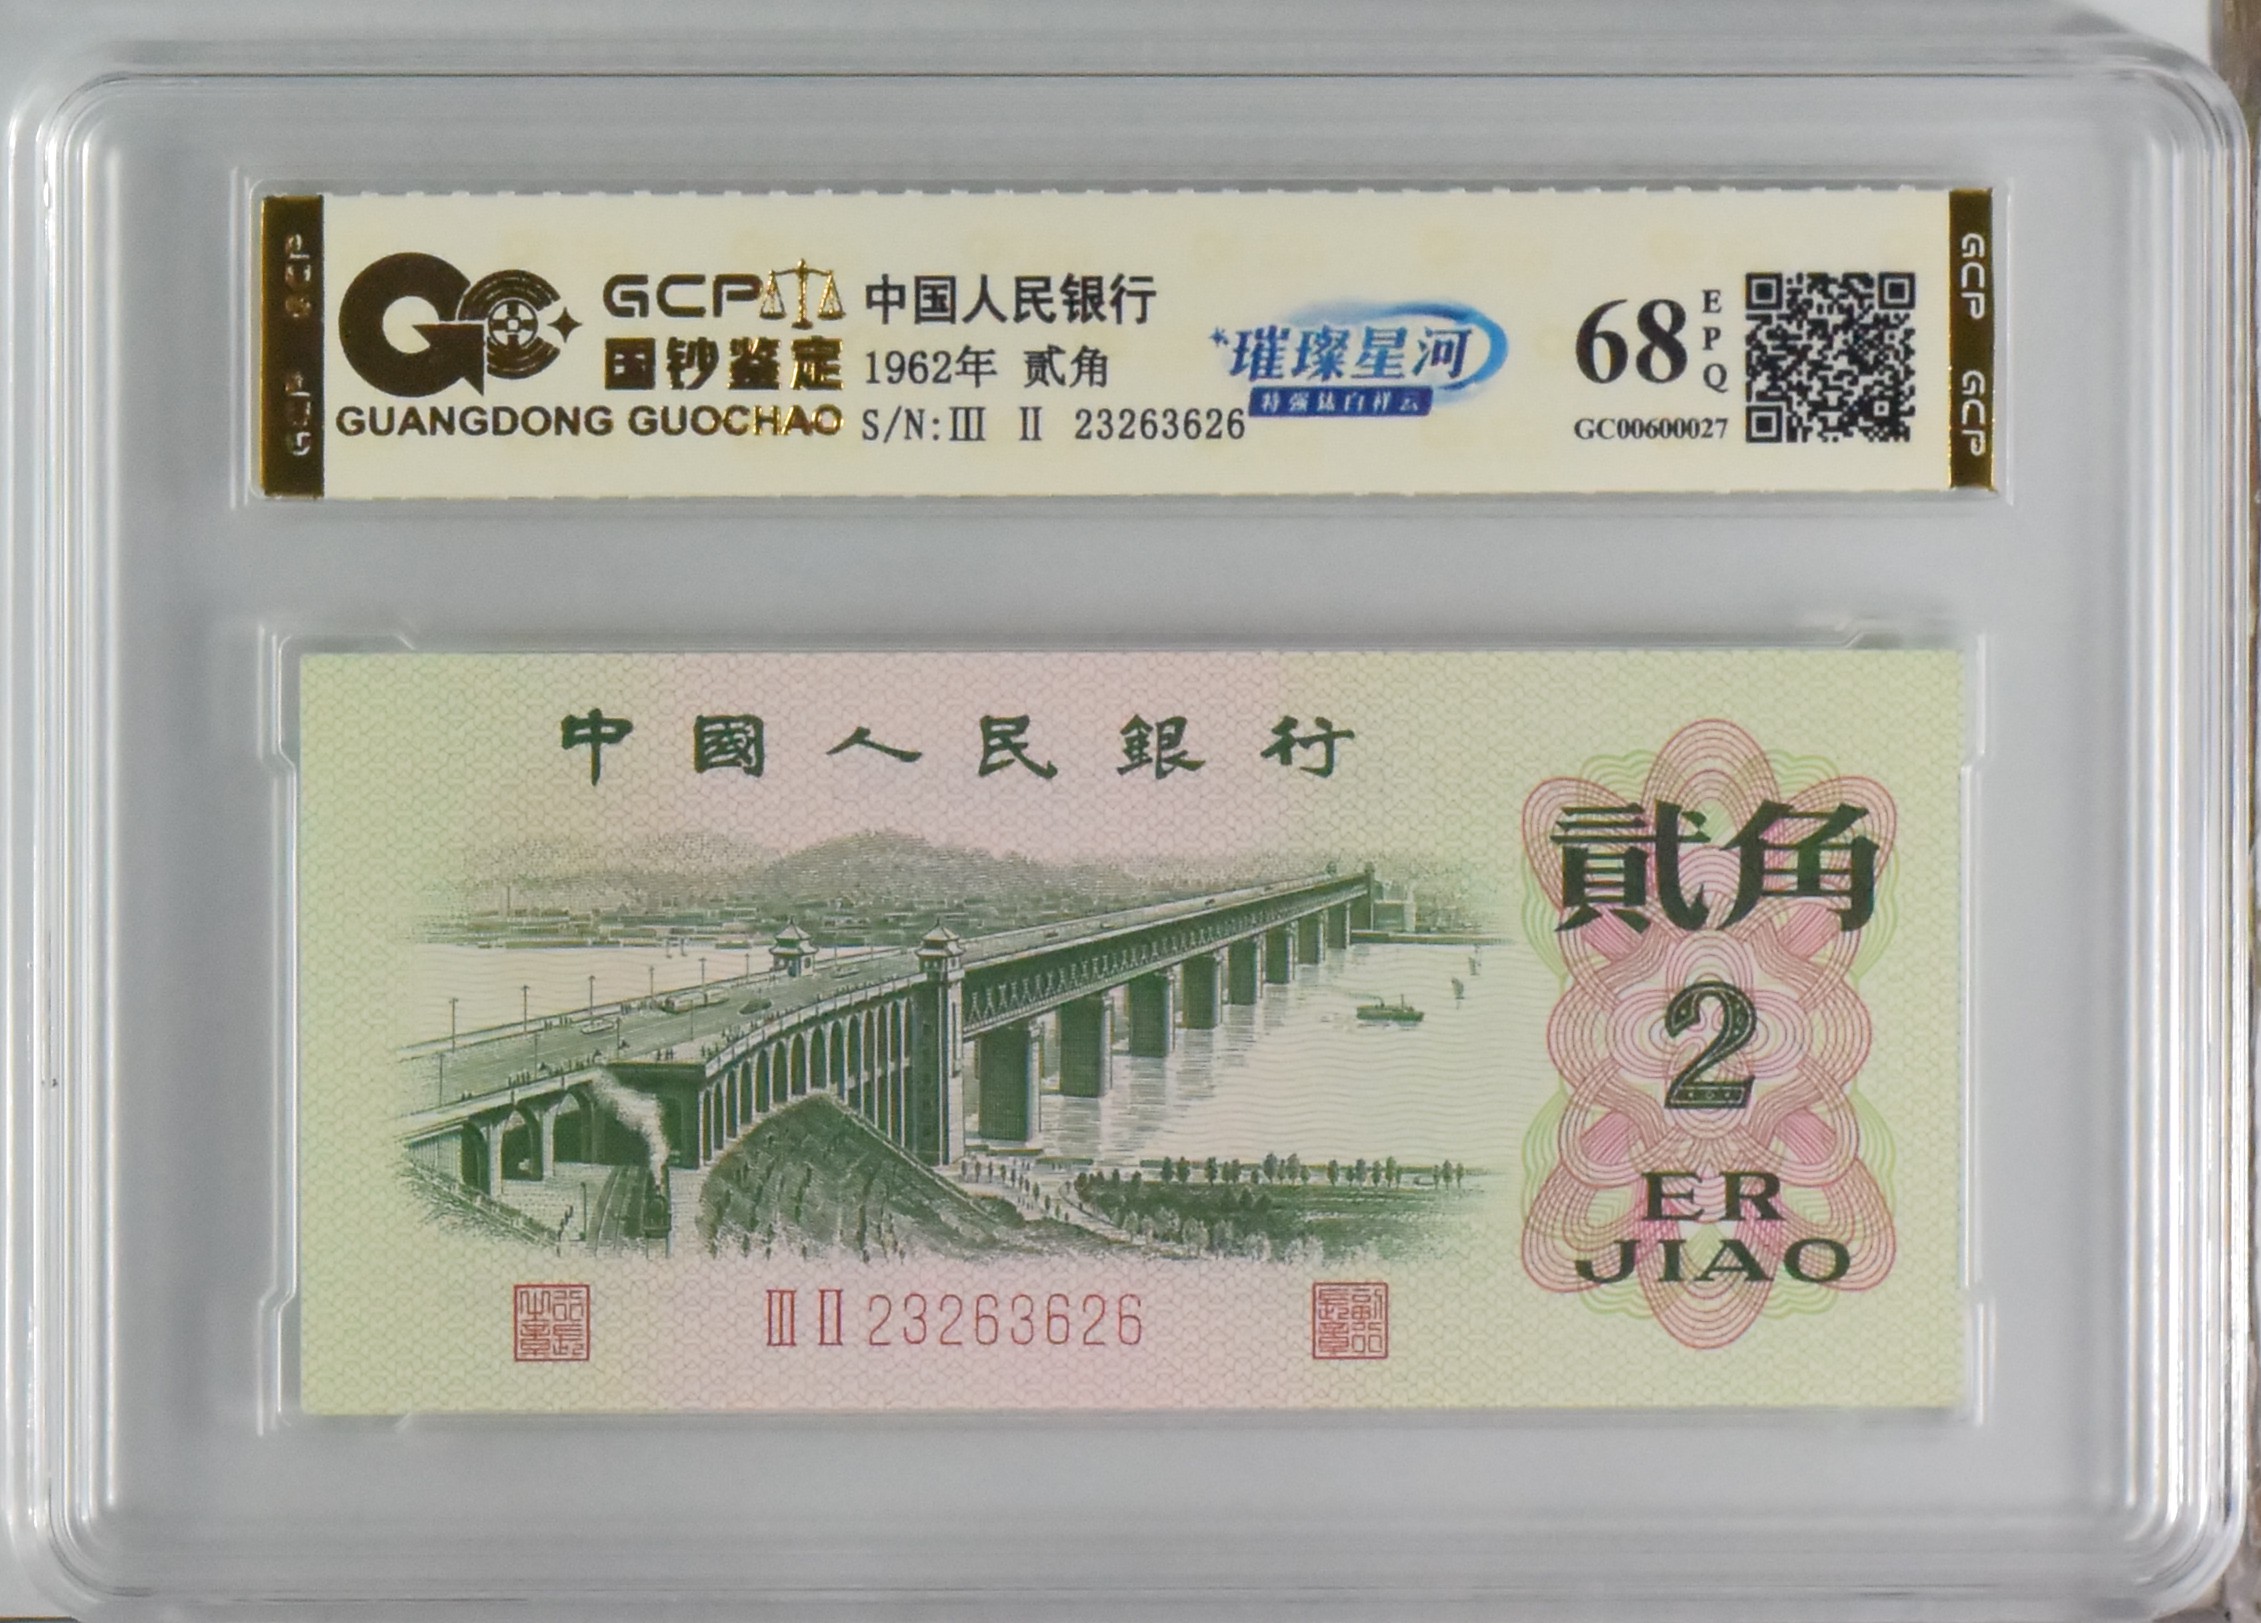 GCP
国钞鉴定
GUANGDONG GUOCHAO
中国人民银行
1962年 贰角
S/N:Ⅲ Ⅱ 23263626
璀璨星河
特强钛白祥云
68
EPQ
GC00600027
GCP GCP
中國人民銀行
貳角
2
ER
JIAO
Ⅲ Ⅱ 23263626